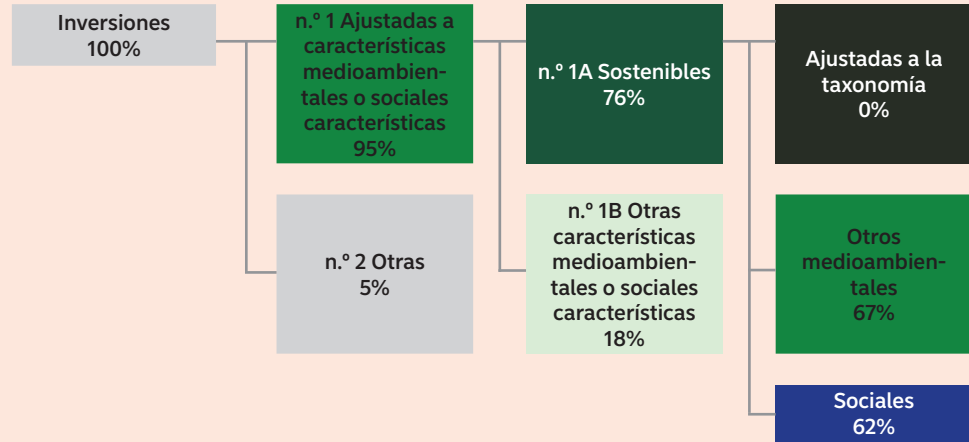 Inversiones
100%
n.º 1 Ajustadas a
características
medioambien-
tales o sociales
características
95%
n.º 2 Otras
5%
n.º 1A Sostenibles
76%
n.º 1B Otras
características
medioambien-
tales o sociales
características
18%
Ajustadas a la
taxonomía
0%
Otros
medioambien-
tales
67%
Sociales
62%